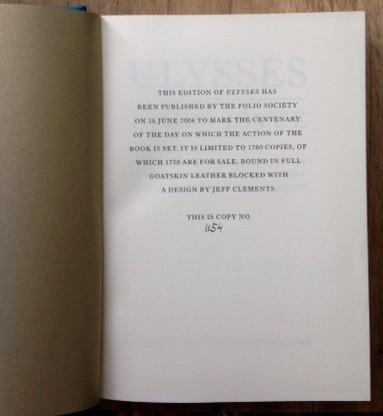 ULYSSES
THIS EDITION OF ULYSSES HAS
BEEN PUBLISHED BY THE FOLIO SOCIETY
ON 16 JUNE 2004 TO MARK THE CENTENARY
OF THE DAY ON WHICH THE ACTION OF THE
BOOK IS SET. IT IS LIMITED TO 1760 COPIES, OF
WHICH 1750 ARE FOR SALE, BOUND IN FULL
GOATSKIN LEATHER BLOCKED WITH
A DESIGN BY JEFF CLEMENTS.
THIS IS COPY NO.
1154